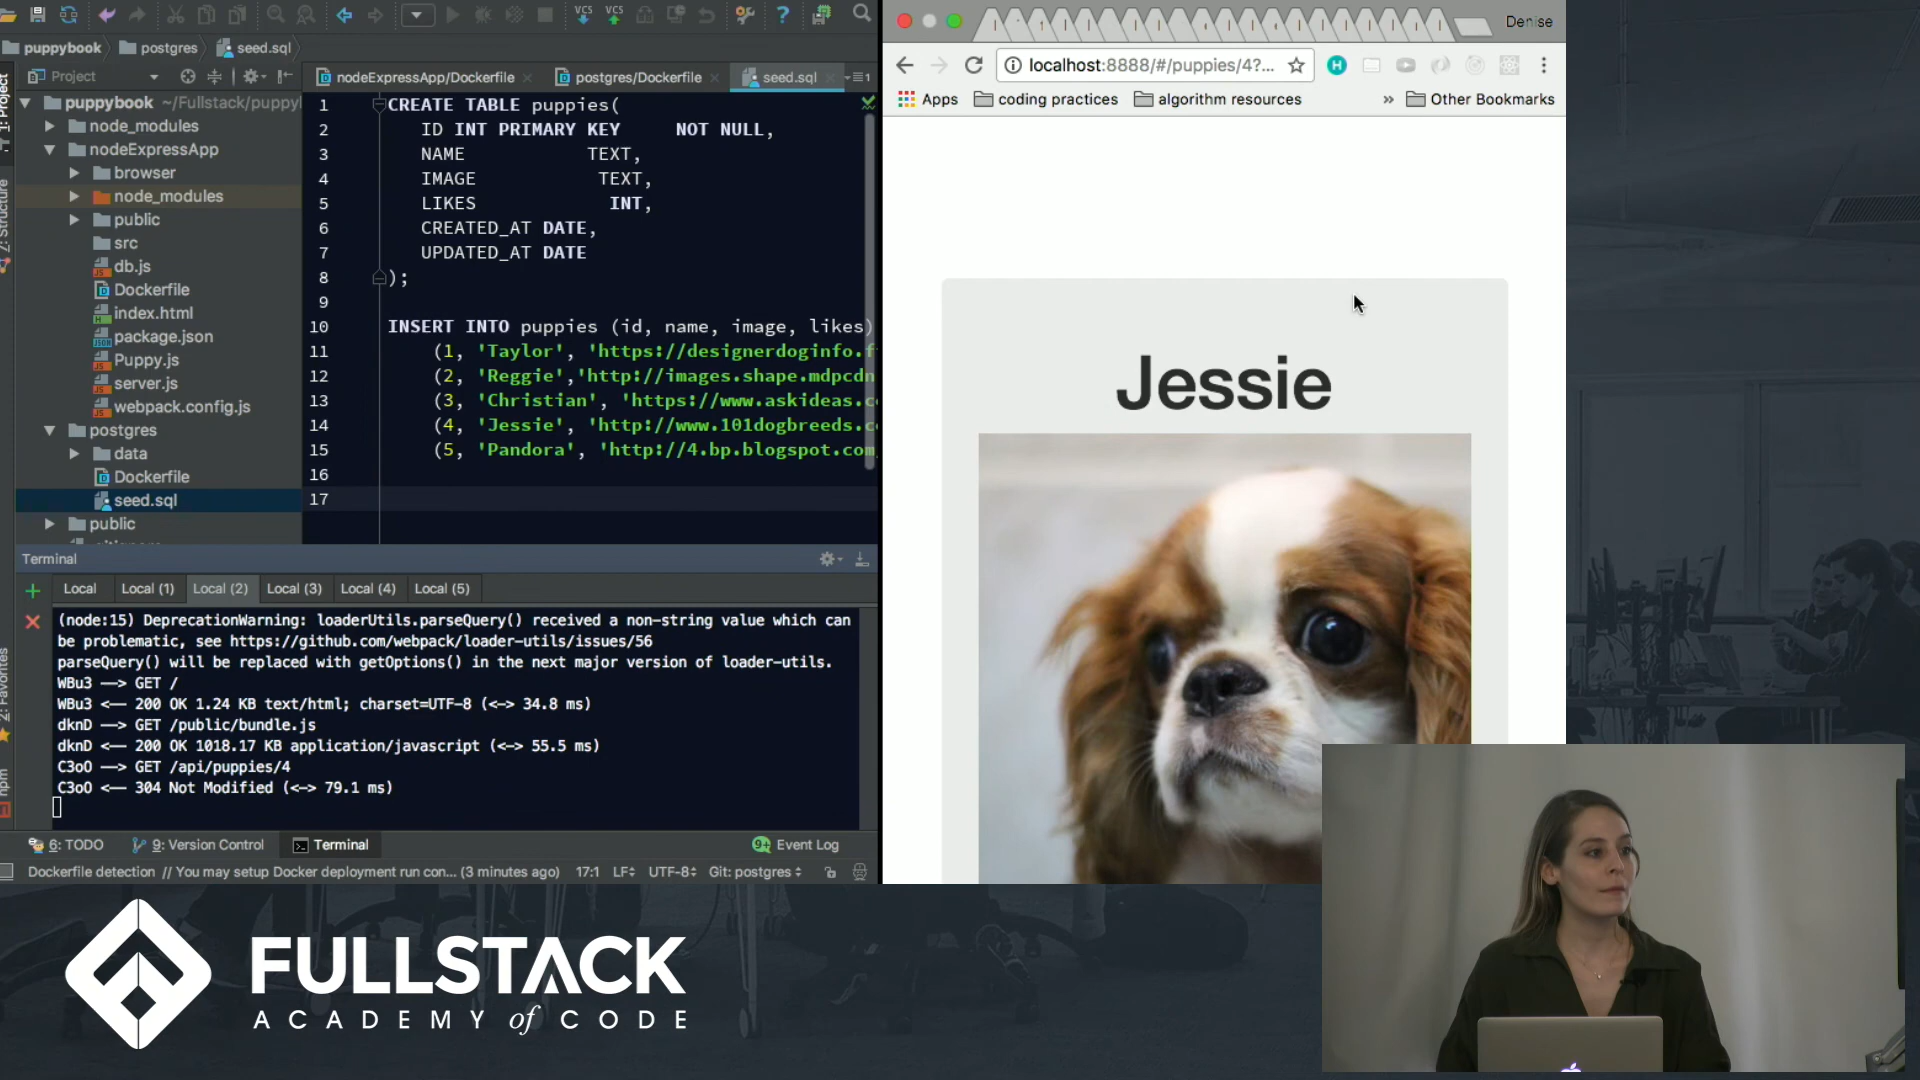 puppybook
postgres
seed.sql
Project
nodeExpressApp/Dockerfile
postgres/Dockerfile
seed.sql
1: Project
puppybook ~/Fullstack/puppyl
node_modules
nodeExpressApp
browser
node_modules
public
src
db.js
Dockerfile
index.html
package.json
Puppy.js
server.js
webpack.config.js
postgres
data
Dockerfile
seed.sql
public
7: Structure
2: Favorites
npm
1 CREATE TABLE puppies(
2 ID INT PRIMARY KEY NOT NULL,
3 NAME TEXT,
4 IMAGE TEXT,
5 LIKES INT,
6 CREATED_AT DATE,
7 UPDATED_AT DATE
8 );
9
10 INSERT INTO puppies (id, name, image, likes)
11 (1, 'Taylor', 'https://designerdoginfo.f
12 (2, 'Reggie','http://images.shape.mdpcdn
13 (3, 'Christian', 'https://www.askideas.c
14 (4, 'Jessie', 'http://www.101dogbreeds.c
15 (5, 'Pandora', 'http://4.bp.blogspot.com
16
17
Terminal
Local Local (1) Local (2) Local (3) Local (4) Local (5)
(node:15) DeprecationWarning: loaderUtils.parseQuery() received a non-string value which can
be problematic, see https://github.com/webpack/loader-utils/issues/56
parseQuery() will be replaced with getOptions() in the next major version of loader-utils.
WBu3 —> GET /
WBu3 <— 200 OK 1.24 KB text/html; charset=UTF-8 (<-> 34.8 ms)
dknD —> GET /public/bundle.js
dknD <— 200 OK 1018.17 KB application/javascript (<-> 55.5 ms)
C3oO —> GET /api/puppies/4
C3oO <— 304 Not Modified (<-> 79.1 ms)
6: TODO 9: Version Control Terminal Event Log
Dockerfile detection // You may setup Docker deployment run con... (3 minutes ago) 17:1 LF UTF-8 Git: postgres
VCS VCS
Denise
localhost:8888/#/puppies/4?...
Apps coding practices algorithm resources » Other Bookmarks
Jessie
FULLSTACK
ACADEMY of CODE